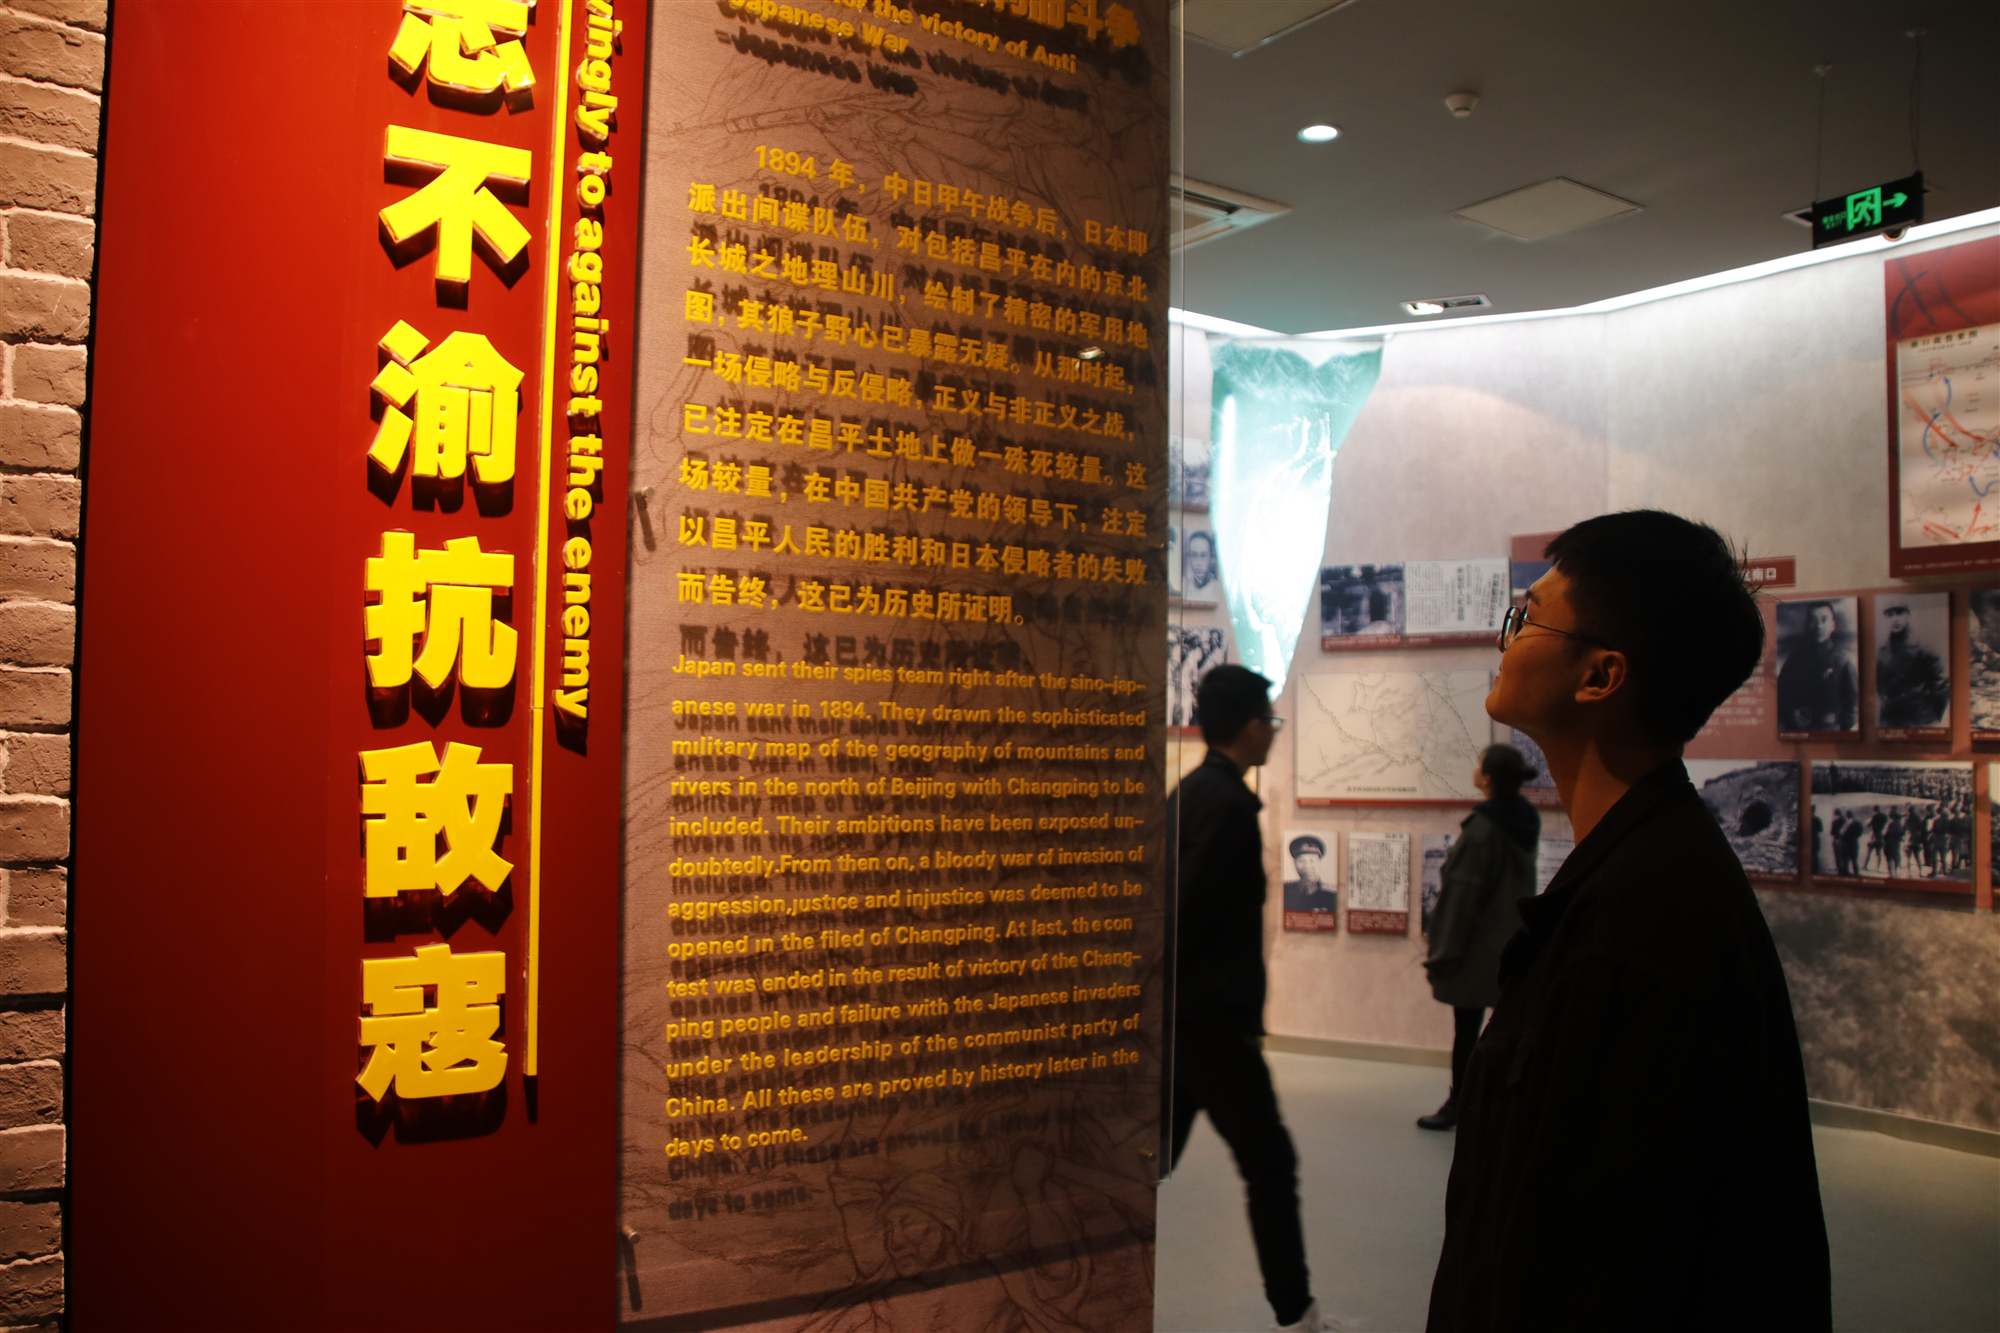 志不渝抗敌寇
vingly to against the enemy
而斗争
for the victory of Anti
-Japanese War
1894 年，中日甲午战争后，日本即
派出间谍队伍，对包括昌平在内的京北
长城之地理山川，绘制了精密的军用地
图，其狼子野心已暴露无疑。从那时起，
一场侵略与反侵略，正义与非正义之战，
已注定在昌平土地上做一殊死较量。这
场较量，在中国共产党的领导下，注定
以昌平人民的胜利和日本侵略者的失败
而告终，这已为历史所证明。
Japan sent their spies team right after the sino-jap-
anese war in 1894. They drawn the sophisticated
military map of the geography of mountains and
rivers in the north of Beijing with Changping to be
included. Their ambitions have been exposed un-
doubtedly.From then on, a bloody war of invasion of
aggression,justice and injustice was deemed to be
opened in the filed of Changping. At last, the con
test was ended in the result of victory of the Chang-
ping people and failure with the Japanese invaders
under the leadership of the communist party of
China. All these are proved by history later in the
days to come.
南口